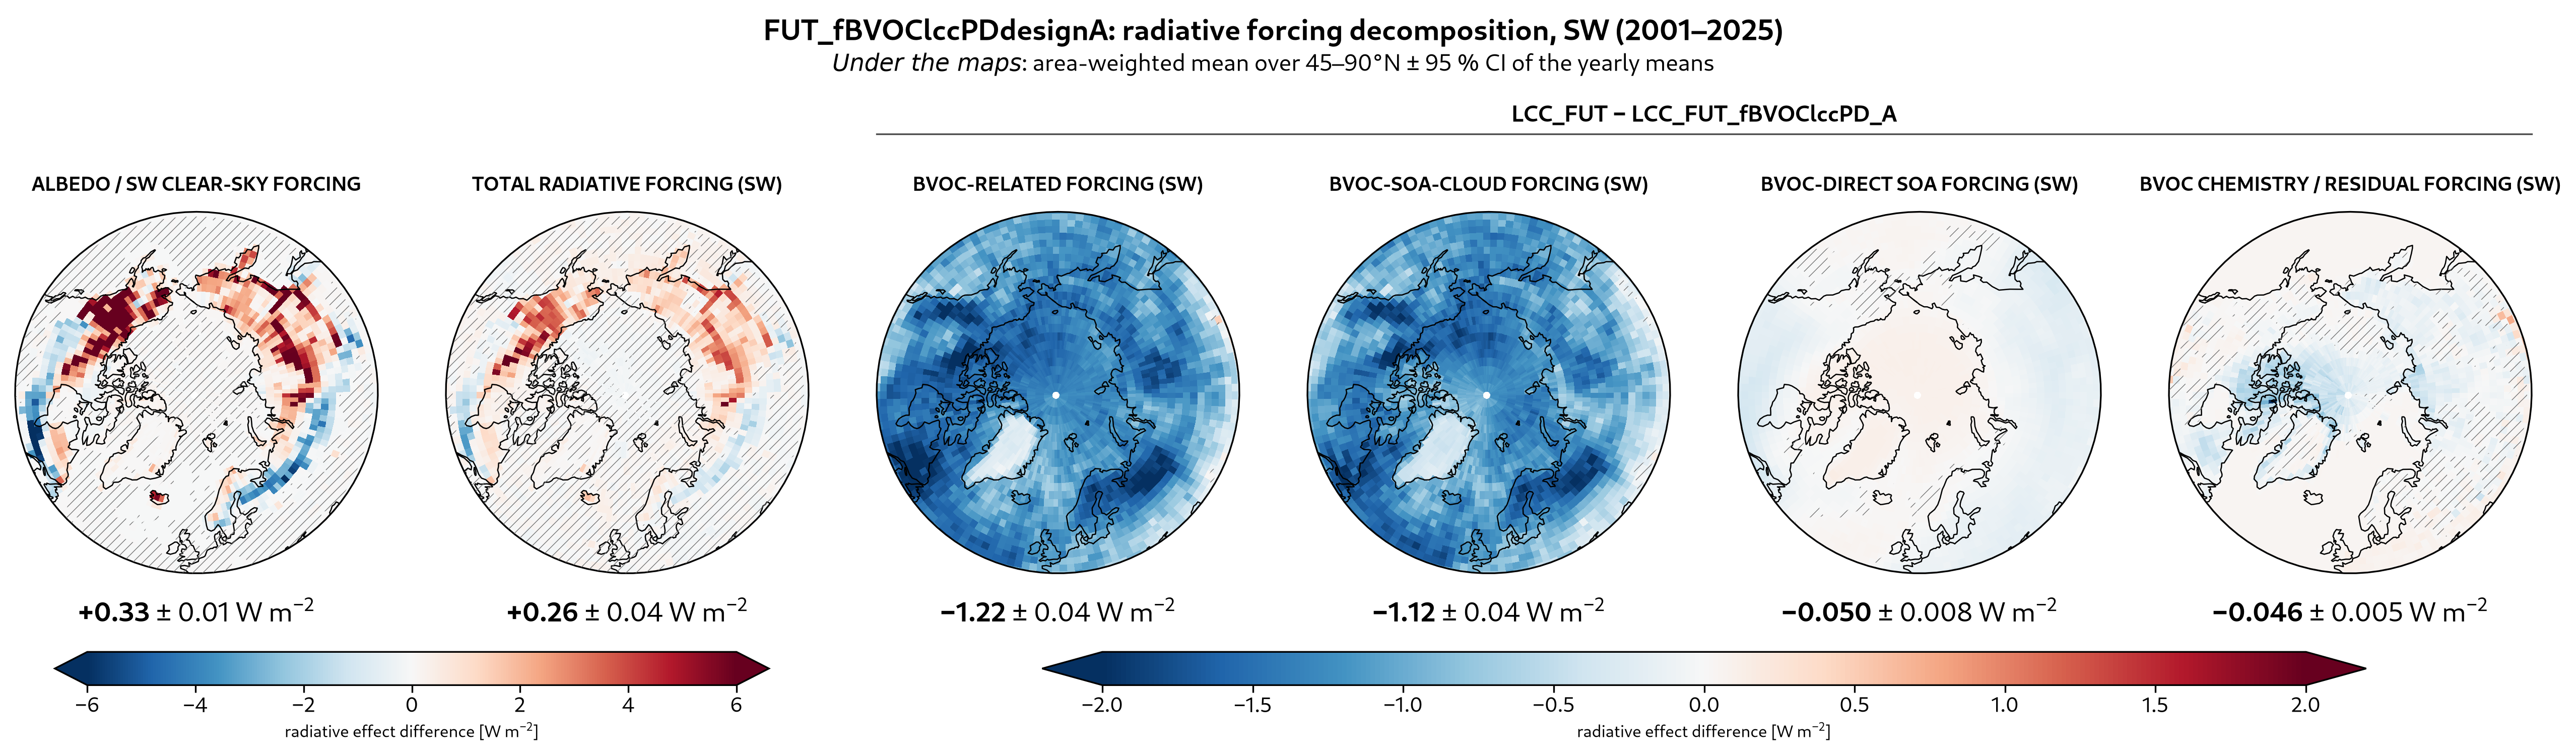 FUT_fBVOClccPDdesignA: radiative forcing decomposition, SW (2001–2025)
Under the maps: area-weighted mean over 45–90°N ± 95 % CI of the yearly means
LCC_FUT − LCC_FUT_fBVOClccPD_A
ALBEDO / SW CLEAR-SKY FORCING
TOTAL RADIATIVE FORCING (SW)
BVOC-RELATED FORCING (SW)
BVOC-SOA-CLOUD FORCING (SW)
BVOC-DIRECT SOA FORCING (SW)
BVOC CHEMISTRY / RESIDUAL FORCING (SW)
+0.33 ± 0.01 W m⁻²
+0.26 ± 0.04 W m⁻²
−1.22 ± 0.04 W m⁻²
−1.12 ± 0.04 W m⁻²
−0.050 ± 0.008 W m⁻²
−0.046 ± 0.005 W m⁻²
−6 −4 −2 0 2 4 6
radiative effect difference [W m⁻²]
−2.0 −1.5 −1.0 −0.5 0.0 0.5 1.0 1.5 2.0
radiative effect difference [W m⁻²]